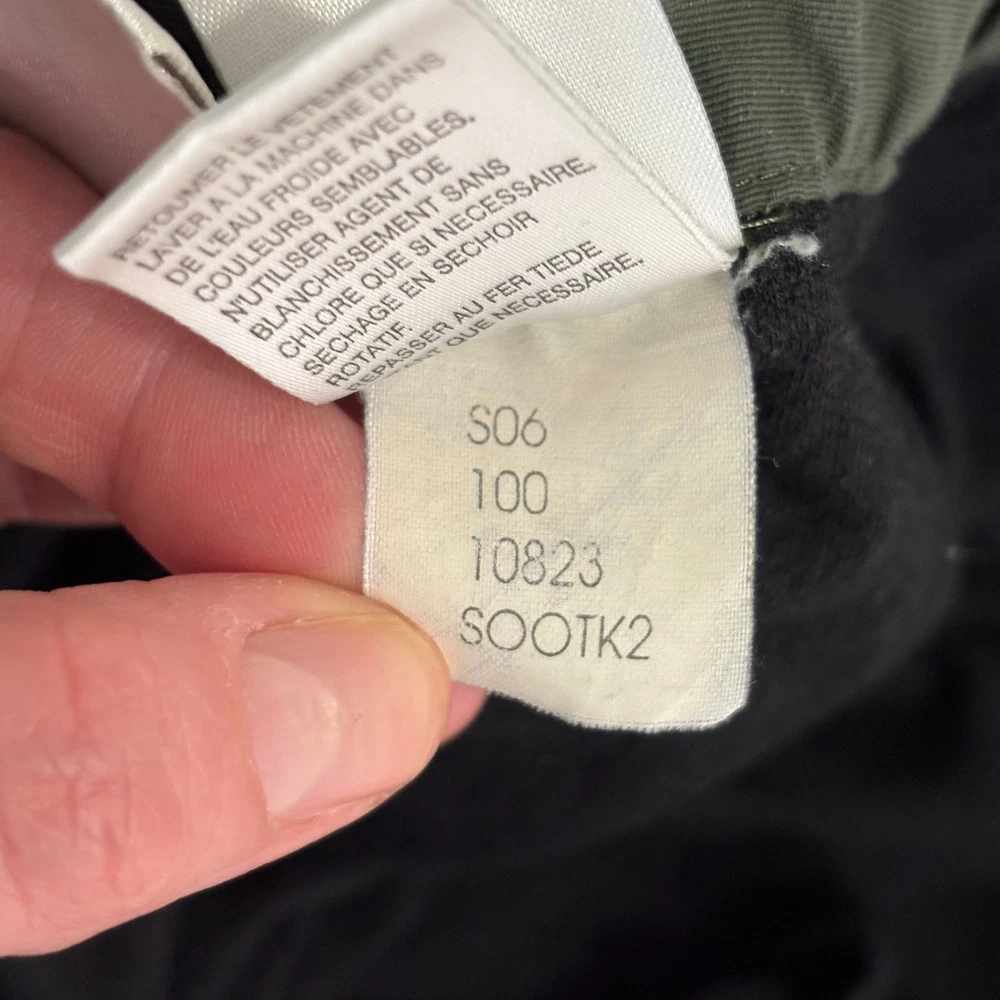 RETOURNER LE VETEMENT
LAVER A LA MACHINE DANS
DE L'EAU FROIDE AVEC
COULEURS SEMBLABLES.
N'UTILISER AGENT DE
BLANCHISSEMENT SANS
CHLORE QUE SI NECESSAIRE.
SECHAGE EN SECHOIR
ROTATIF.
REPASSER AU FER TIEDE
QUE NECESSAIRE.
S06
100
10823
SOOTK2